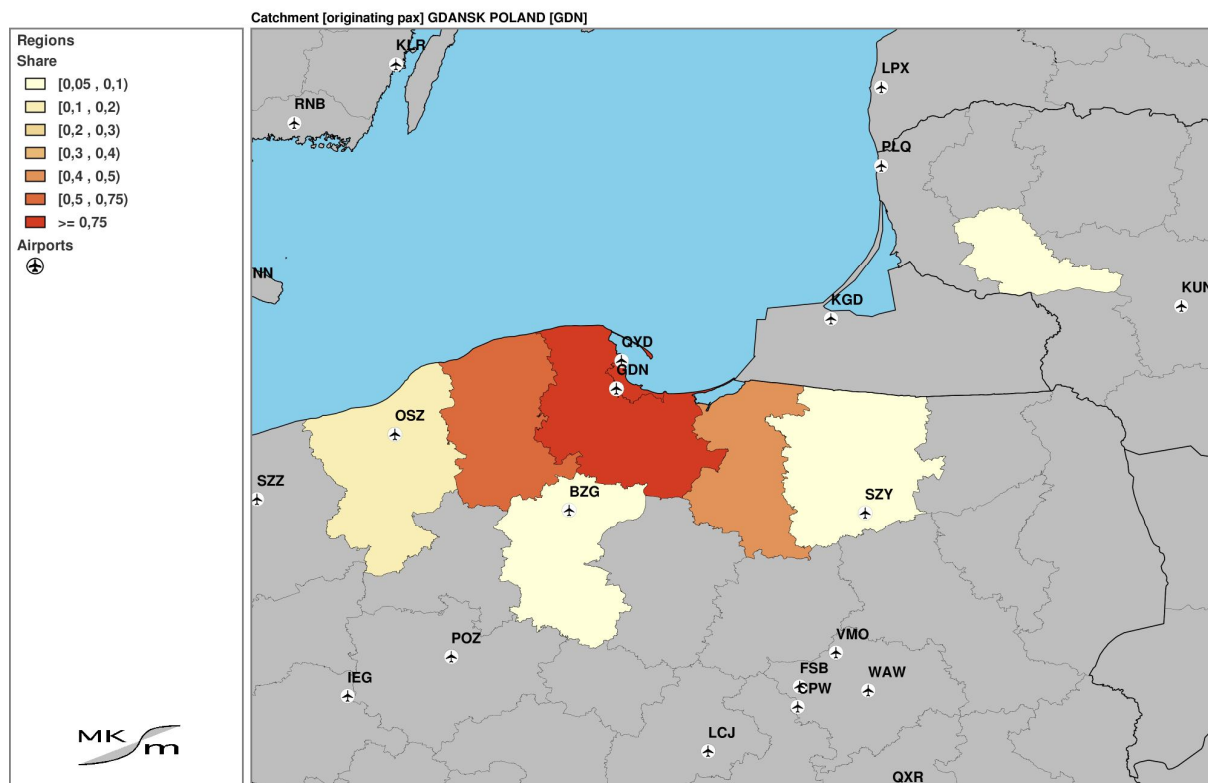 Catchment [originating pax] GDANSK POLAND [GDN]
Regions
Share
[0,05 , 0,1)
[0,1 , 0,2)
[0,2 , 0,3)
[0,3 , 0,4)
[0,4 , 0,5)
[0,5 , 0,75)
>= 0,75
Airports
MK
m
KLR
LPX
RNB
PLQ
NN
KUN
KGD
QYD
GDN
OSZ
SZZ
BZG
SZY
VMO
POZ
FSB
WAW
IEG
CPW
LCJ
QXR